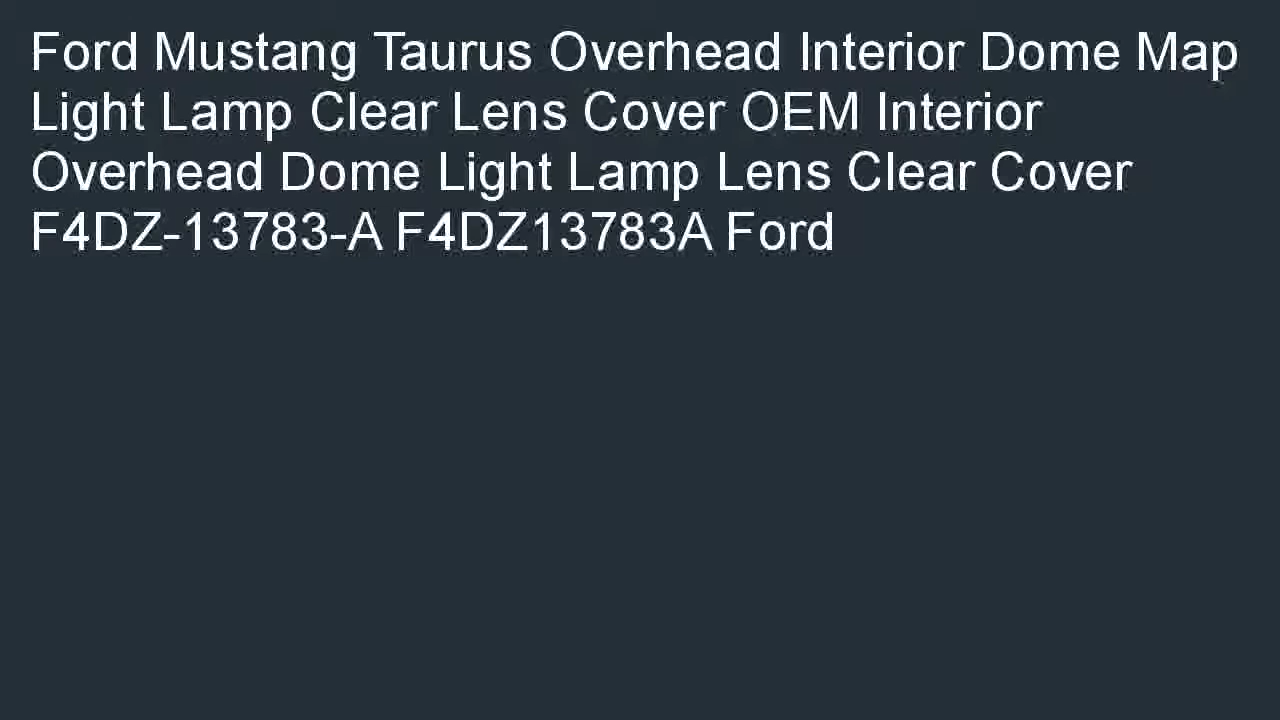 Ford Mustang Taurus Overhead Interior Dome Map
Light Lamp Clear Lens Cover OEM Interior
Overhead Dome Light Lamp Lens Clear Cover
F4DZ-13783-A F4DZ13783A Ford